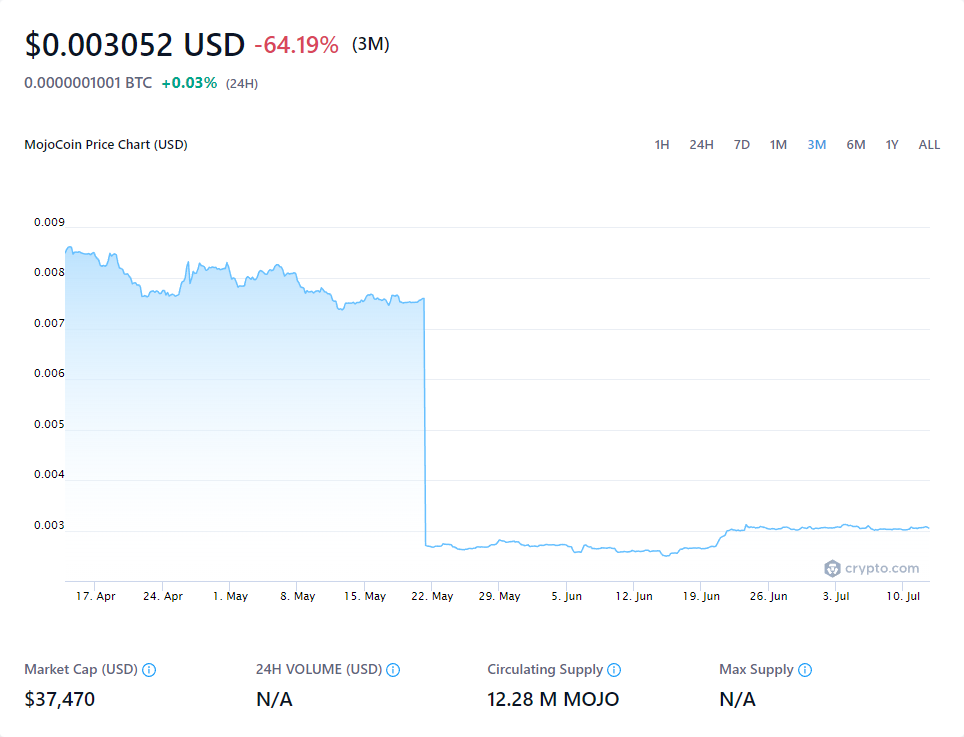 $0.003052 USD -64.19% (3M)
0.0000001001 BTC +0.03% (24H)
MojoCoin Price Chart (USD) 1H 24H 7D 1M 3M 6M 1Y ALL
0.009
0.008
0.007
0.006
0.005
0.004
0.003
crypto.com
17. Apr 24. Apr 1. May 8. May 15. May 22. May 29. May 5. Jun 12. Jun 19. Jun 26. Jun 3. Jul 10. Jul
Market Cap (USD) 24H VOLUME (USD) Circulating Supply Max Supply
$37,470 N/A 12.28 M MOJO N/A